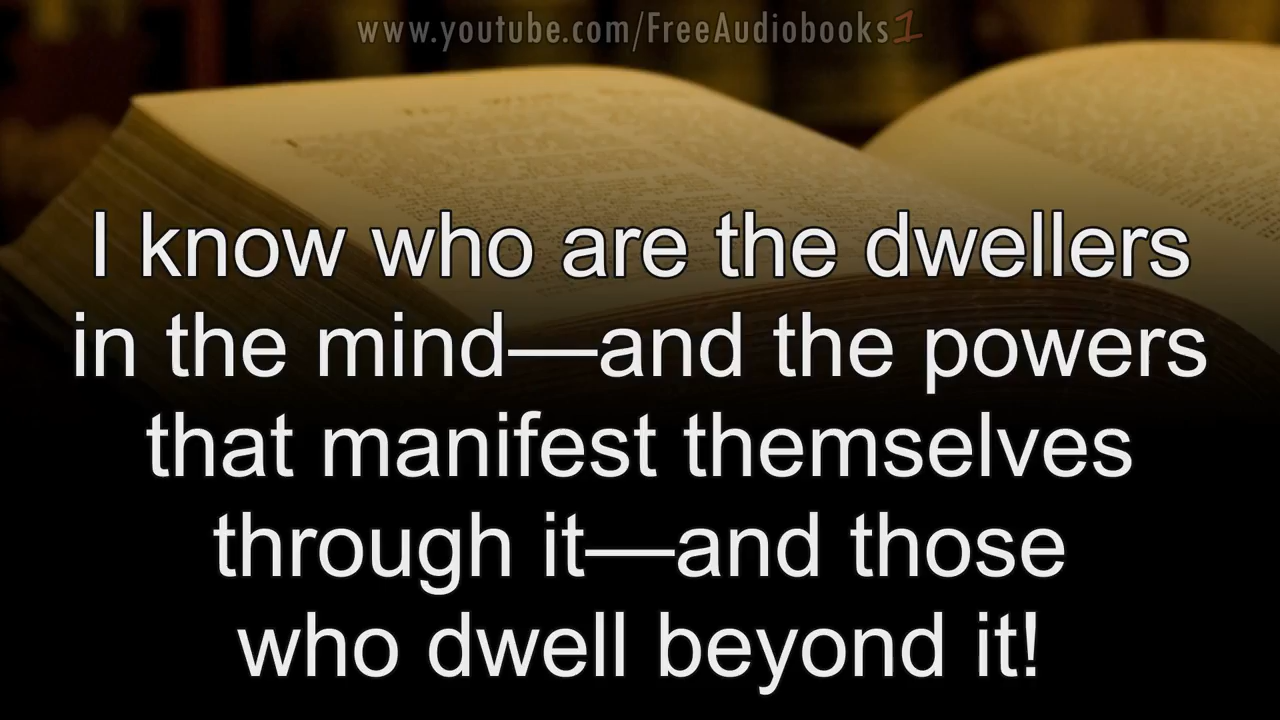 www.youtube.com/FreeAudiobooks1
I know who are the dwellers
in the mind—and the powers
that manifest themselves
through it—and those
who dwell beyond it!